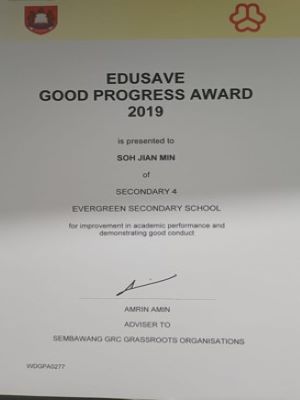 EDUSAVE
GOOD PROGRESS AWARD
2019
is presented to
SOH JIAN MIN
of
SECONDARY 4
EVERGREEN SECONDARY SCHOOL
for improvement in academic performance and
demonstrating good conduct
AMRIN AMIN
ADVISER TO
SEMBAWANG GRC GRASSROOTS ORGANISATIONS
WDGPA0277